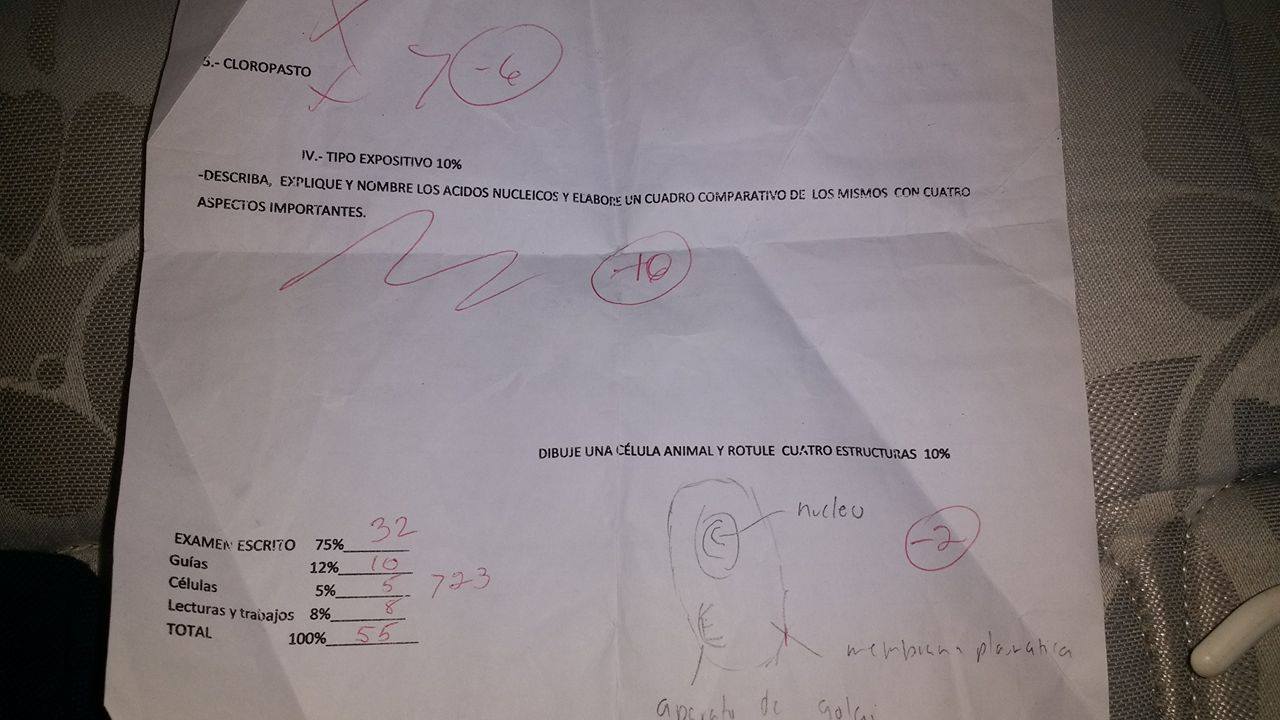 5.- CLOROPASTO
-6
IV.- TIPO EXPOSITIVO 10%
-DESCRIBA, EXPLIQUE Y NOMBRE LOS ACIDOS NUCLEICOS Y ELABORE UN CUADRO COMPARATIVO DE LOS MISMOS CON CUATRO
ASPECTOS IMPORTANTES.
-10
DIBUJE UNA CÉLULA ANIMAL Y ROTULE CUATRO ESTRUCTURAS 10%
nucleo
-2
EXAMEN ESCRITO 75% 32
Guías 12% 10
Células 5% 5 723
Lecturas y trabajos 8% 8
TOTAL 100% 55
membrana plasmatica
aparato de golgi